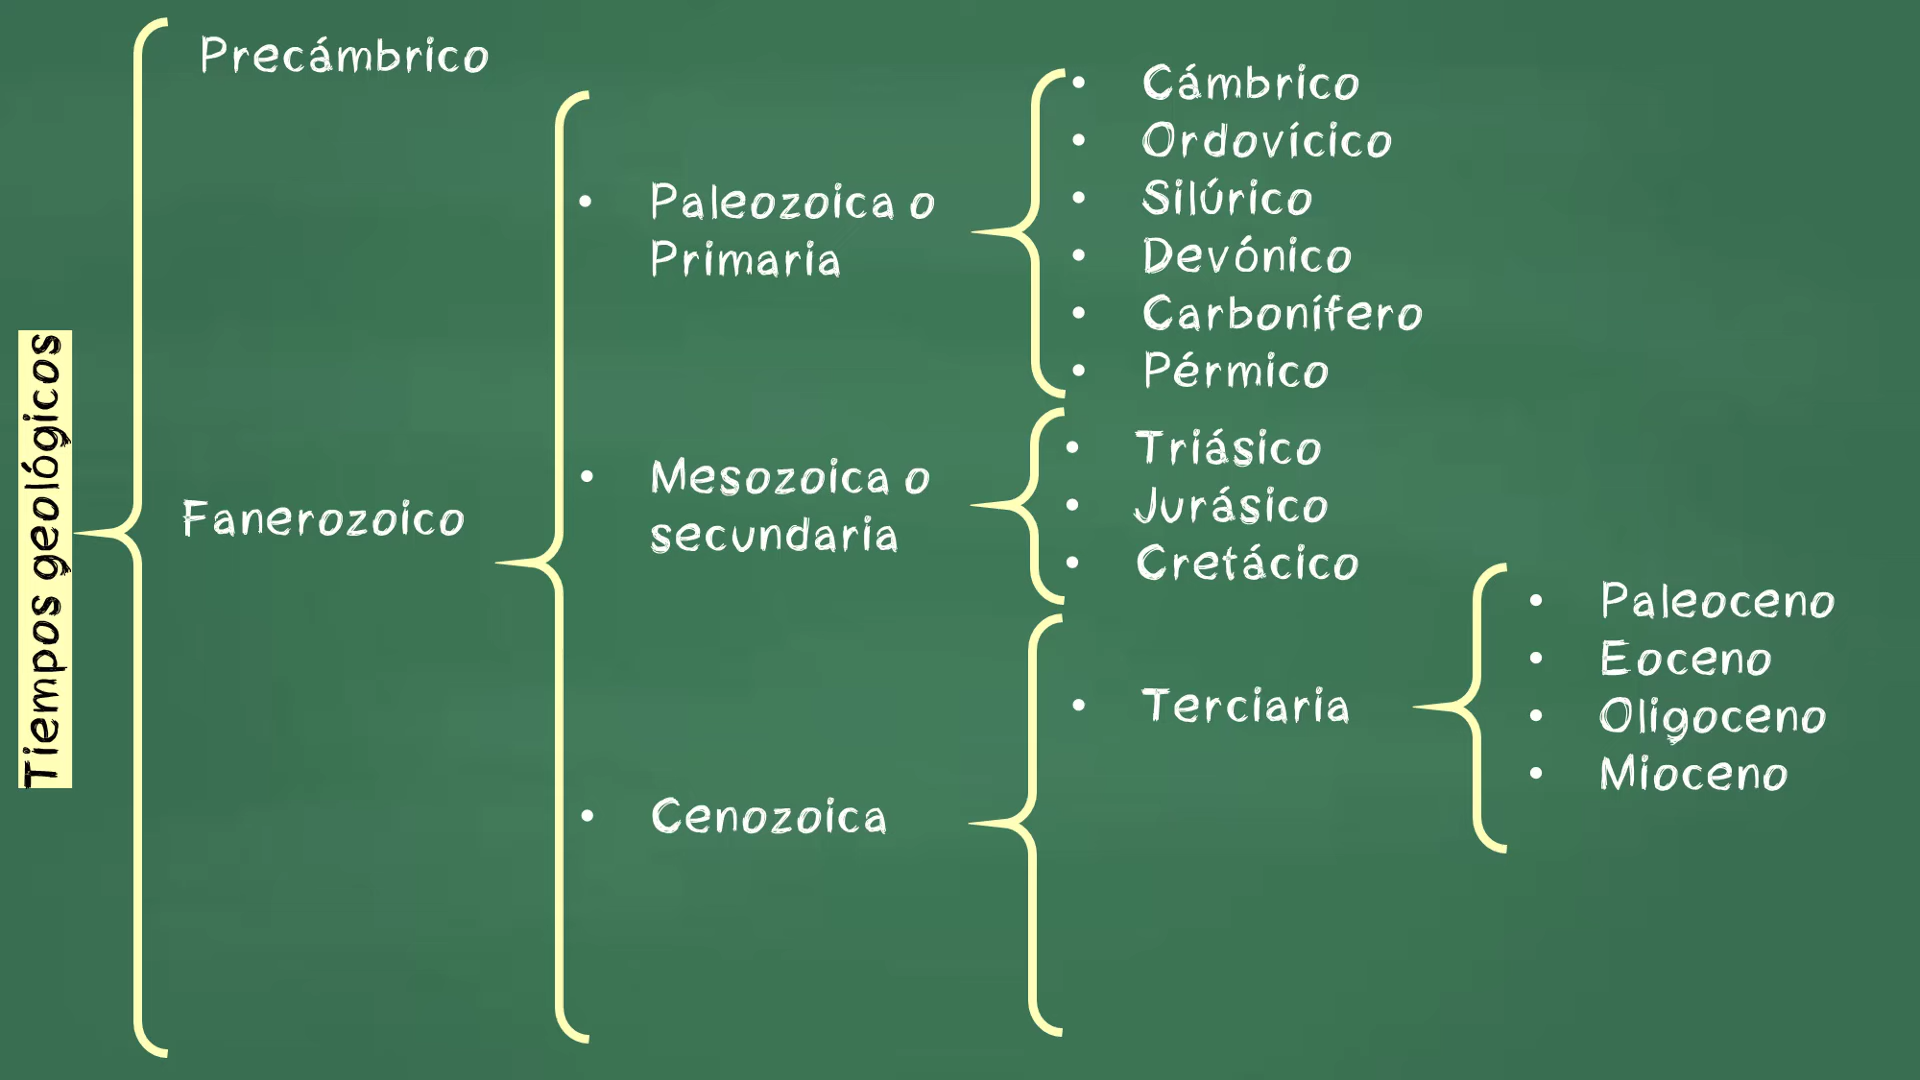 Tiempos geológicos
Precámbrico
Fanerozoico
• Paleozoica o
Primaria
• Cámbrico
• Ordovícico
• Silúrico
• Devónico
• Carbonífero
• Pérmico
• Mesozoica o
secundaria
• Triásico
• Jurásico
• Cretácico
• Cenozoica
• Terciaria
• Paleoceno
• Eoceno
• Oligoceno
• Mioceno